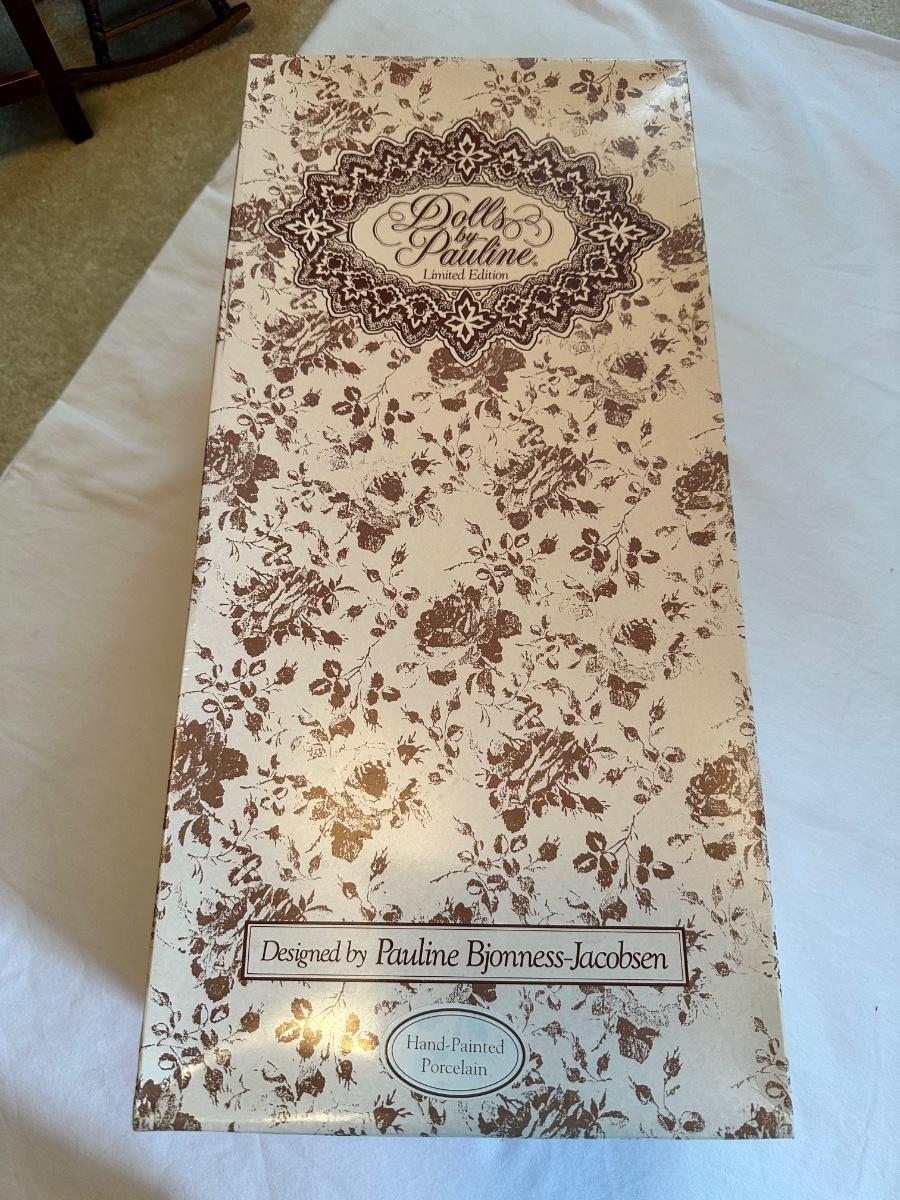 Dolls
by
Pauline®
Limited Edition
Designed by Pauline Bjonness-Jacobsen
Hand-Painted
Porcelain